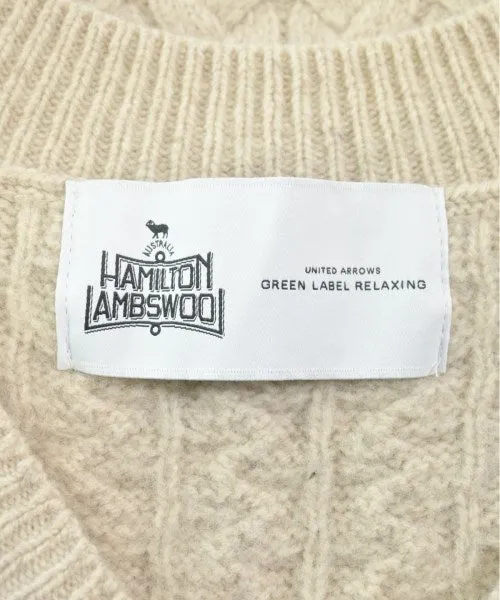 AUSTRALIA
HAMILTON
LAMBSWOOL
UNITED ARROWS
GREEN LABEL RELAXING